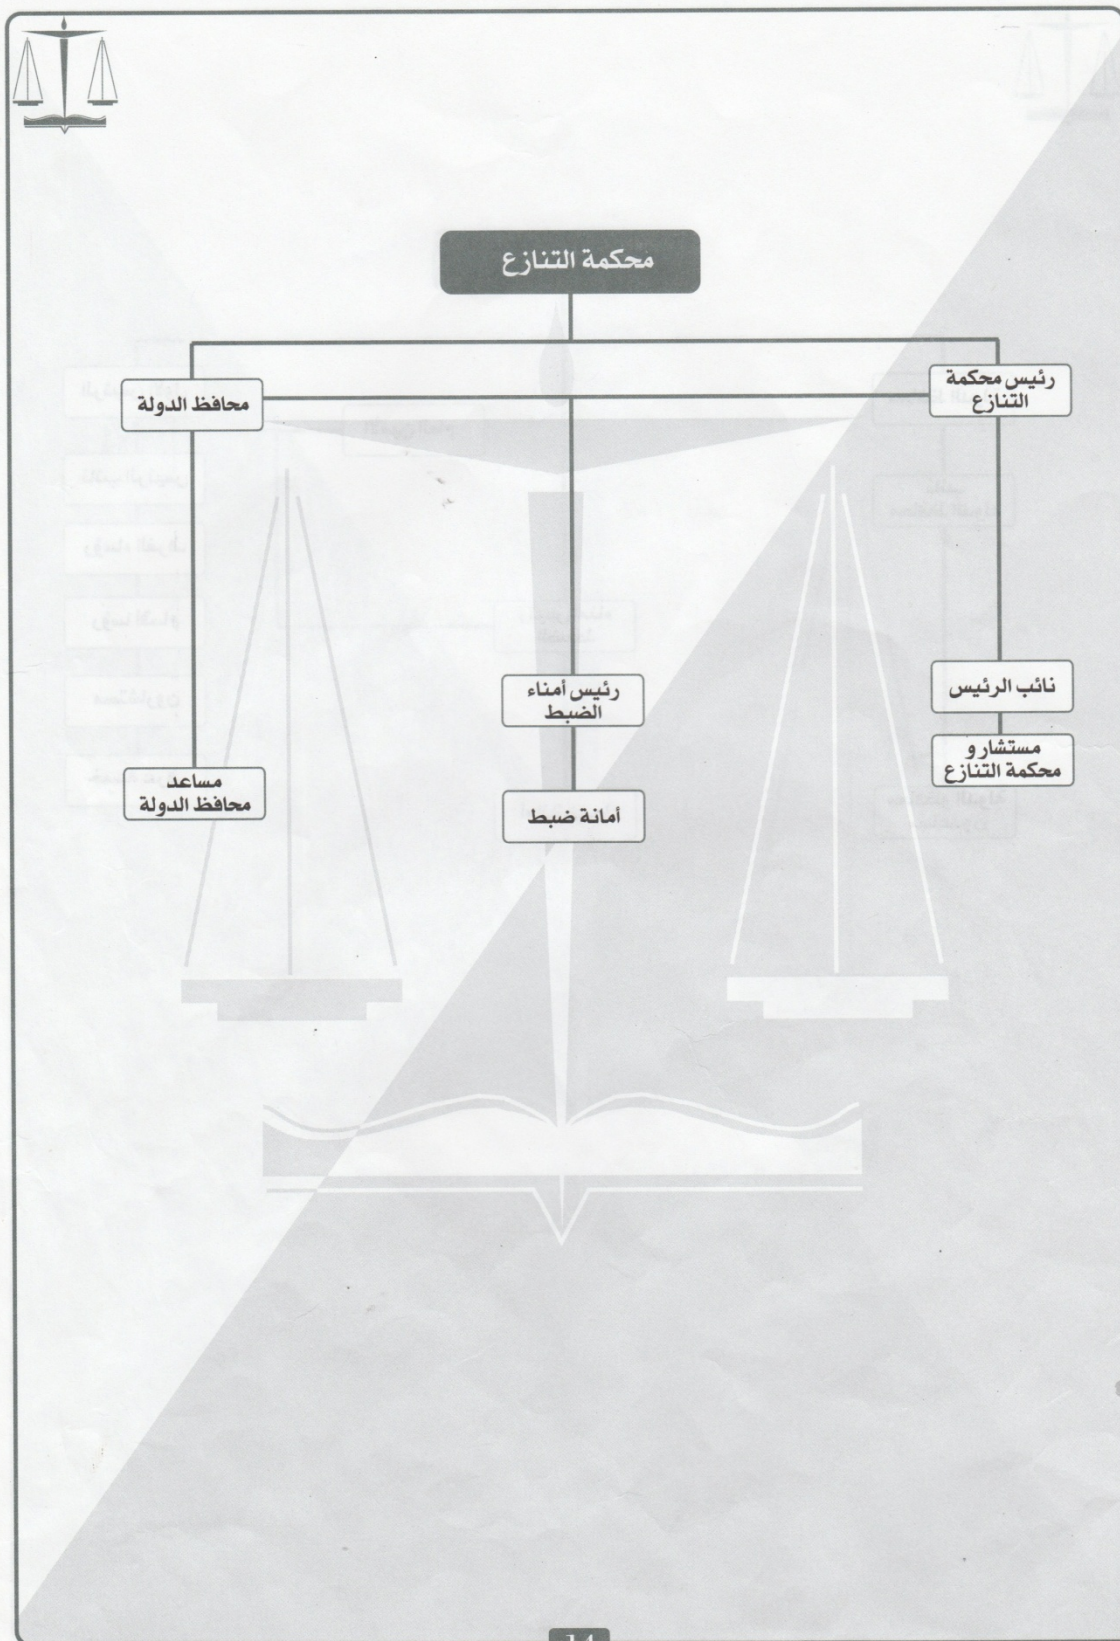 محكمة التنازع
رئيس محكمة
التنازع
محافظ الدولة
نائب الرئيس
رئيس أمناء
الضبط
مستشارو
محكمة التنازع
مساعد
محافظ الدولة
أمانة ضبط
14